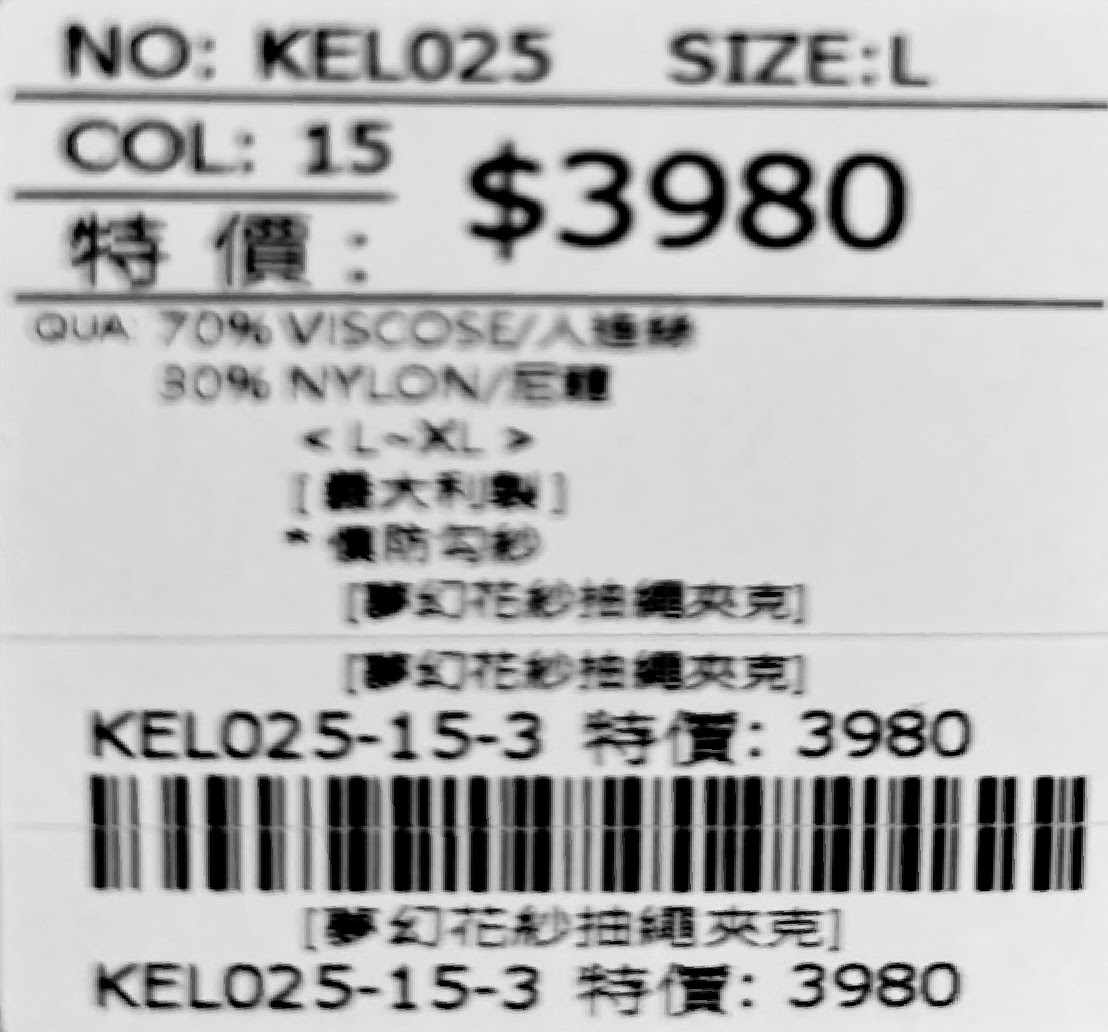 NO: KEL025 SIZE:L
COL: 15
$3980
特 價 :
QUA: 70% VISCOSE/人造絲
30% NYLON/尼龍
< L~XL >
[ 義大利製 ]
* 慎防勾紗
[夢幻花紗抽繩夾克]
[夢幻花紗抽繩夾克]
KEL025-15-3 特價: 3980
[夢幻花紗抽繩夾克]
KEL025-15-3 特價: 3980